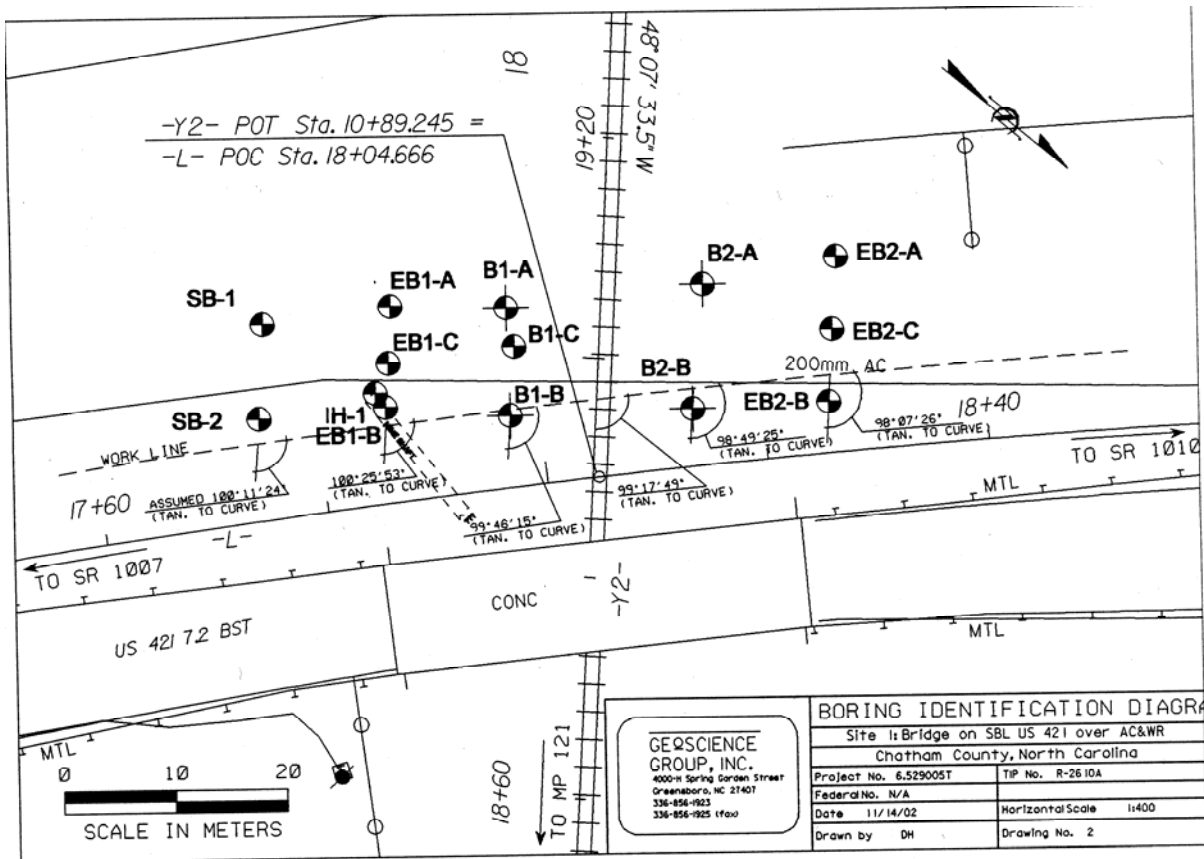 18
48°07'33.5"W
19+20
-Y2- POT Sta. 10+89.245 =
-L- POC Sta. 18+04.666
SB-1
EB1-A
B1-A
B2-A
EB2-A
EB1-C
B1-C
EB2-C
200mm AC
B2-B
SB-2
IH-1
EB1-B
B1-B
EB2-B
18+40
WORK LINE
98°49'25"
(TAN. TO CURVE)
98°07'26"
(TAN. TO CURVE)
TO SR 1010
17+60
ASSUMED 100°11'24"
(TAN. TO CURVE)
100°25'53"
(TAN. TO CURVE)
99°46'15"
(TAN. TO CURVE)
99°17'49"
(TAN. TO CURVE)
MTL
-L-
TO SR 1007
CONC
-Y2-
US 421 7.2 BST
MTL
MTL
0 10 20
SCALE IN METERS
18+60
TO MP 121
GEOSCIENCE
GROUP, INC.
4000-H Spring Garden Street
Greensboro, NC 27407
336-856-1923
336-856-1925 (fax)
BORING IDENTIFICATION DIAGRA
Site 1: Bridge on SBL US 421 over AC&WR
Chatham County, North Carolina
Project No. 6.529005T
TIP No. R-2610A
Federal No. N/A
Date 11/14/02
Horizontal Scale 1:400
Drawn by DH
Drawing No. 2